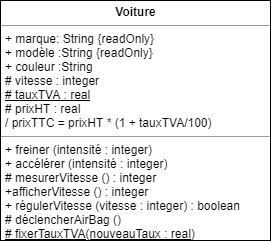 Voiture
+ marque: String {readOnly}
+ modèle :String {readOnly}
+ couleur :String
# vitesse : integer
# tauxTVA : real
# prixHT : real
/ prixTTC = prixHT * (1 + tauxTVA/100)
+ freiner (intensité : integer)
+ accélérer (intensité : integer)
# mesurerVitesse () : integer
+afficherVitesse () : integer
+ régulerVitesse (vitesse : integer) : boolean
# déclencherAirBag ()
# fixerTauxTVA(nouveauTaux : real)